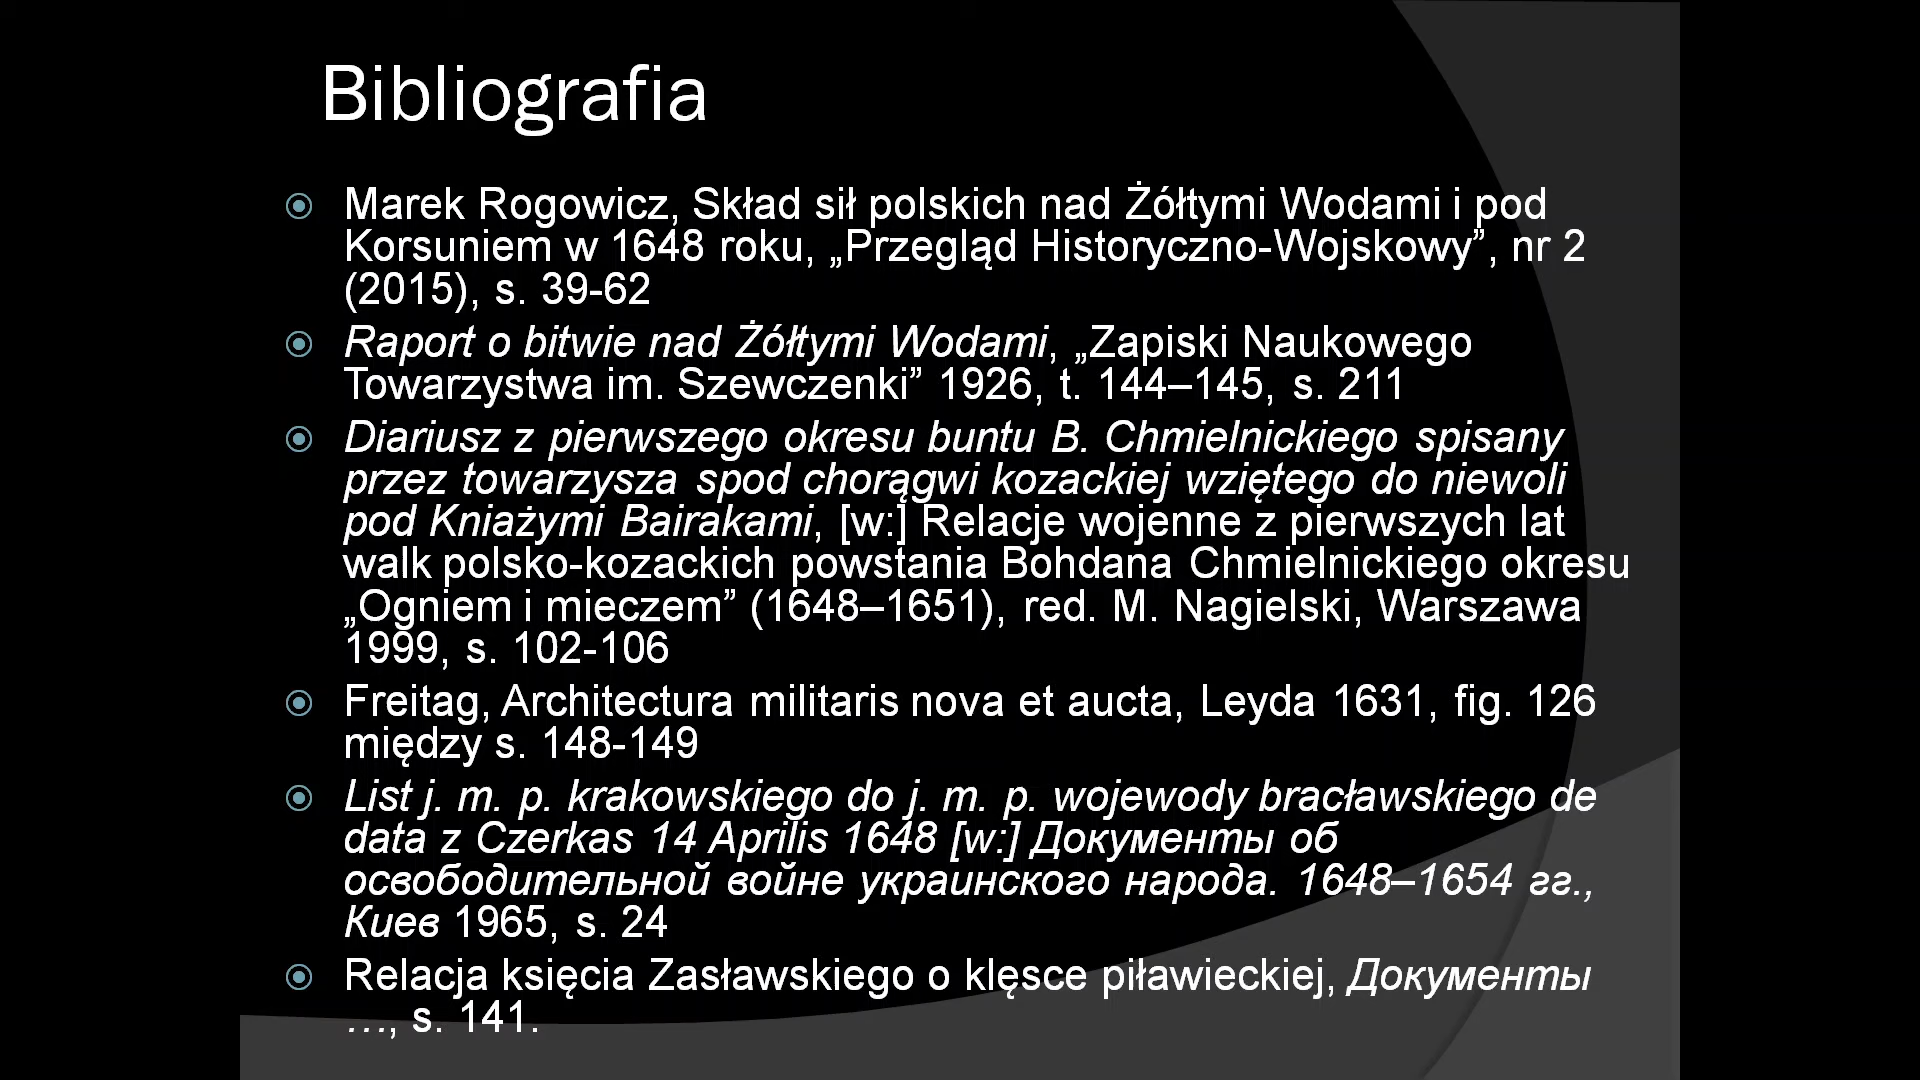 Bibliografia
Marek Rogowicz, Skład sił polskich nad Żółtymi Wodami i pod
Korsuniem w 1648 roku, „Przegląd Historyczno-Wojskowy”, nr 2
(2015), s. 39-62
Raport o bitwie nad Żółtymi Wodami, „Zapiski Naukowego
Towarzystwa im. Szewczenki” 1926, t. 144–145, s. 211
Diariusz z pierwszego okresu buntu B. Chmielnickiego spisany
przez towarzysza spod chorągwi kozackiej wziętego do niewoli
pod Kniażymi Bairakami, [w:] Relacje wojenne z pierwszych lat
walk polsko-kozackich powstania Bohdana Chmielnickiego okresu
„Ogniem i mieczem” (1648–1651), red. M. Nagielski, Warszawa
1999, s. 102-106
Freitag, Architectura militaris nova et aucta, Leyda 1631, fig. 126
między s. 148-149
List j. m. p. krakowskiego do j. m. p. wojewody bracławskiego de
data z Czerkas 14 Aprilis 1648 [w:] Документы об
освободительной войне украинского народа. 1648–1654 гг.,
Киев 1965, s. 24
Relacja księcia Zasławskiego o klęsce piławieckiej, Документы
…, s. 141.